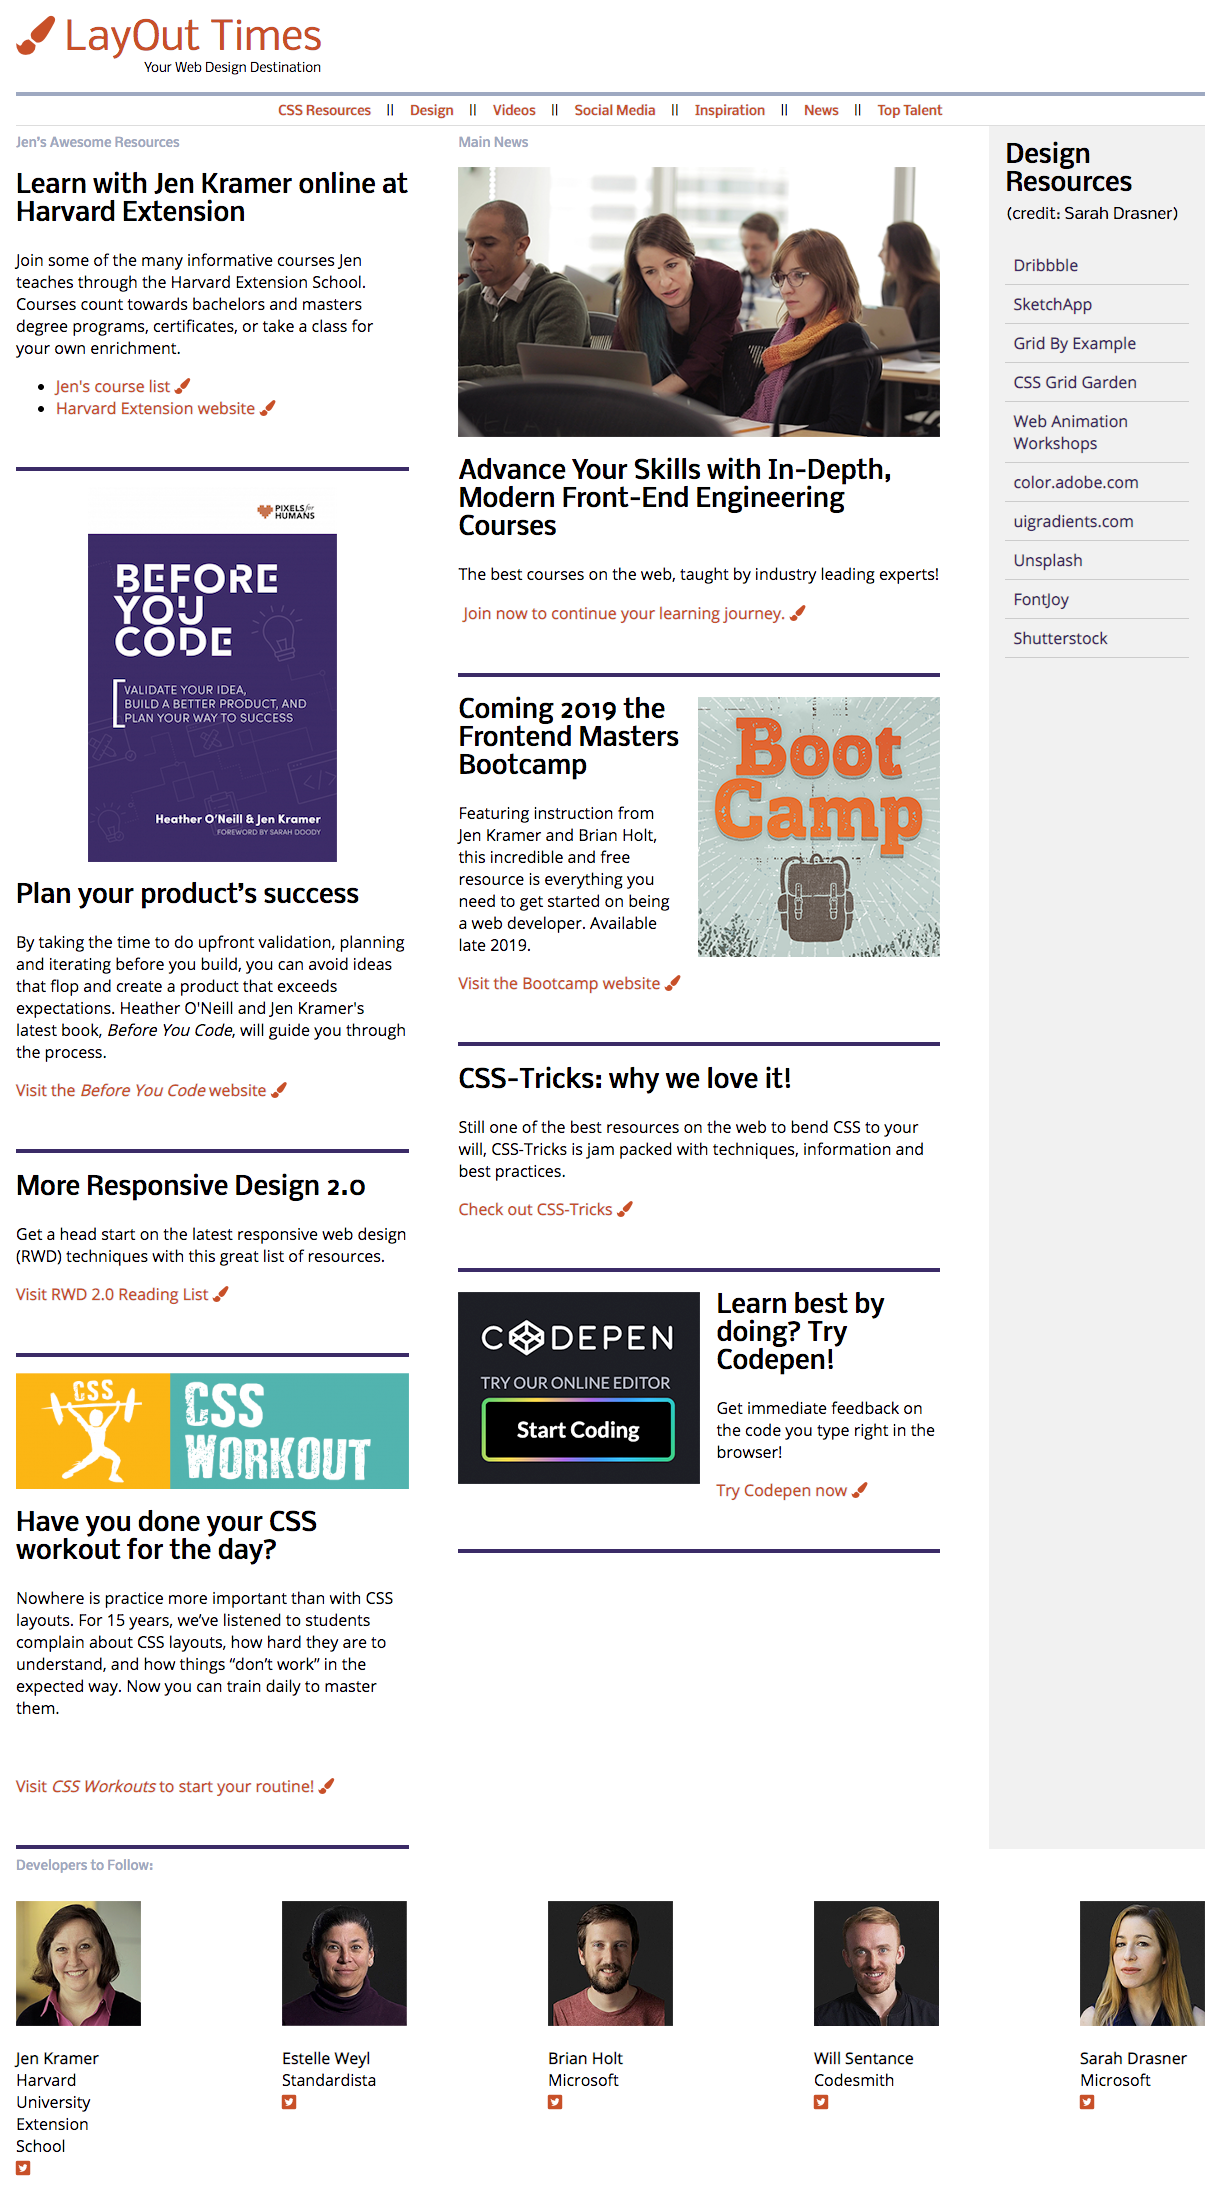 LayOut Times
Your Web Design Destination
CSS Resources || Design || Videos || Social Media || Inspiration || News || Top Talent
Jen's Awesome Resources
Learn with Jen Kramer online at
Harvard Extension
Join some of the many informative courses Jen
teaches through the Harvard Extension School.
Courses count towards bachelors and masters
degree programs, certificates, or take a class for
your own enrichment.
• Jen's course list
• Harvard Extension website
PIXELS for
HUMANS
BEFORE
YOU
CODE
VALIDATE YOUR IDEA,
BUILD A BETTER PRODUCT, AND
PLAN YOUR WAY TO SUCCESS
Heather O'Neill & Jen Kramer
FOREWORD BY SARAH DOODY
Plan your product’s success
By taking the time to do upfront validation, planning
and iterating before you build, you can avoid ideas
that flop and create a product that exceeds
expectations. Heather O'Neill and Jen Kramer's
latest book, Before You Code, will guide you through
the process.
Visit the Before You Code website
More Responsive Design 2.0
Get a head start on the latest responsive web design
(RWD) techniques with this great list of resources.
Visit RWD 2.0 Reading List
CSS
CSS
WORKOUT
Have you done your CSS
workout for the day?
Nowhere is practice more important than with CSS
layouts. For 15 years, we’ve listened to students
complain about CSS layouts, how hard they are to
understand, and how things “don’t work” in the
expected way. Now you can train daily to master
them.
Visit CSS Workouts to start your routine!
Main News
Advance Your Skills with In-Depth,
Modern Front-End Engineering
Courses
The best courses on the web, taught by industry leading experts!
Join now to continue your learning journey.
Coming 2019 the
Frontend Masters
Bootcamp
Featuring instruction from
Jen Kramer and Brian Holt,
this incredible and free
resource is everything you
need to get started on being
a web developer. Available
late 2019.
Visit the Bootcamp website
Boot
Camp
CSS-Tricks: why we love it!
Still one of the best resources on the web to bend CSS to your
will, CSS-Tricks is jam packed with techniques, information and
best practices.
Check out CSS-Tricks
CODEPEN
TRY OUR ONLINE EDITOR
Start Coding
Learn best by
doing? Try
Codepen!
Get immediate feedback on
the code you type right in the
browser!
Try Codepen now
Design
Resources
(credit: Sarah Drasner)
Dribbble
SketchApp
Grid By Example
CSS Grid Garden
Web Animation
Workshops
color.adobe.com
uigradients.com
Unsplash
FontJoy
Shutterstock
Developers to Follow:
Jen Kramer
Harvard
University
Extension
School
Estelle Weyl
Standardista
Brian Holt
Microsoft
Will Sentance
Codesmith
Sarah Drasner
Microsoft